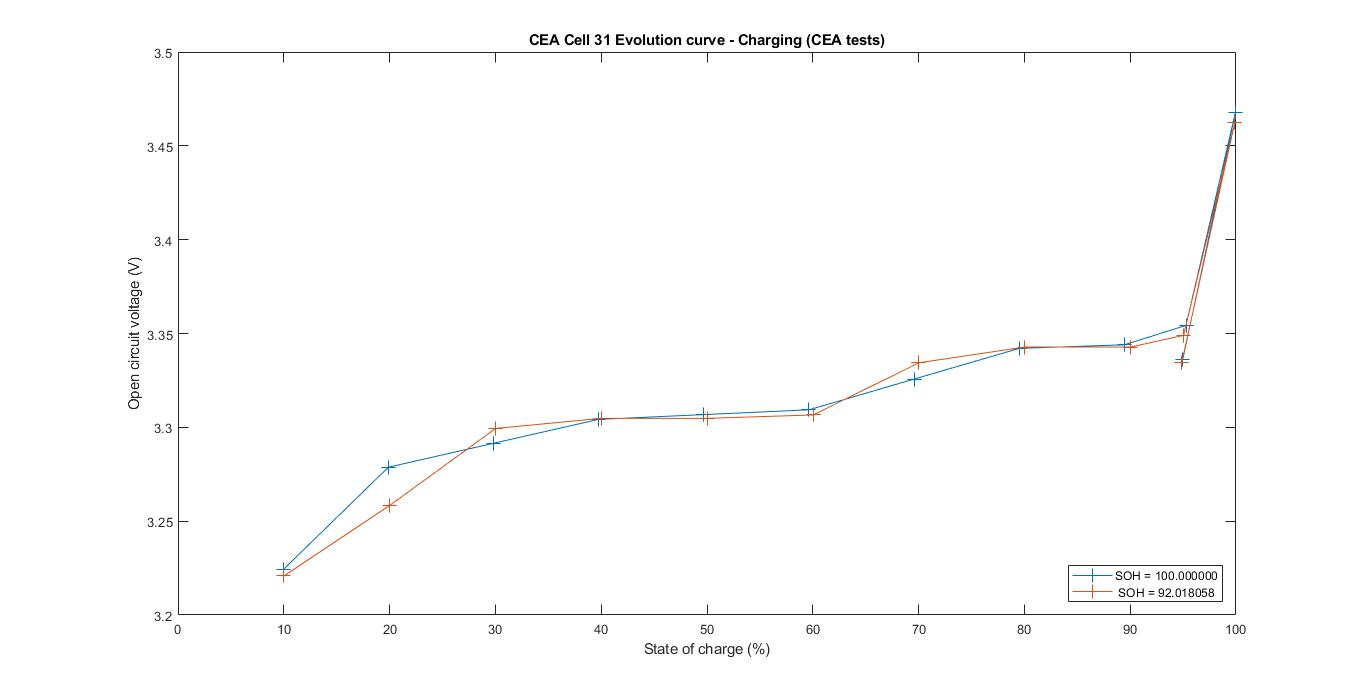 CEA Cell 31 Evolution curve - Charging (CEA tests)
3.5
3.45
3.4
3.35
3.3
3.25
3.2
Open circuit voltage (V)
SOH = 100.000000
SOH = 92.018058
0 10 20 30 40 50 60 70 80 90 100
State of charge (%)